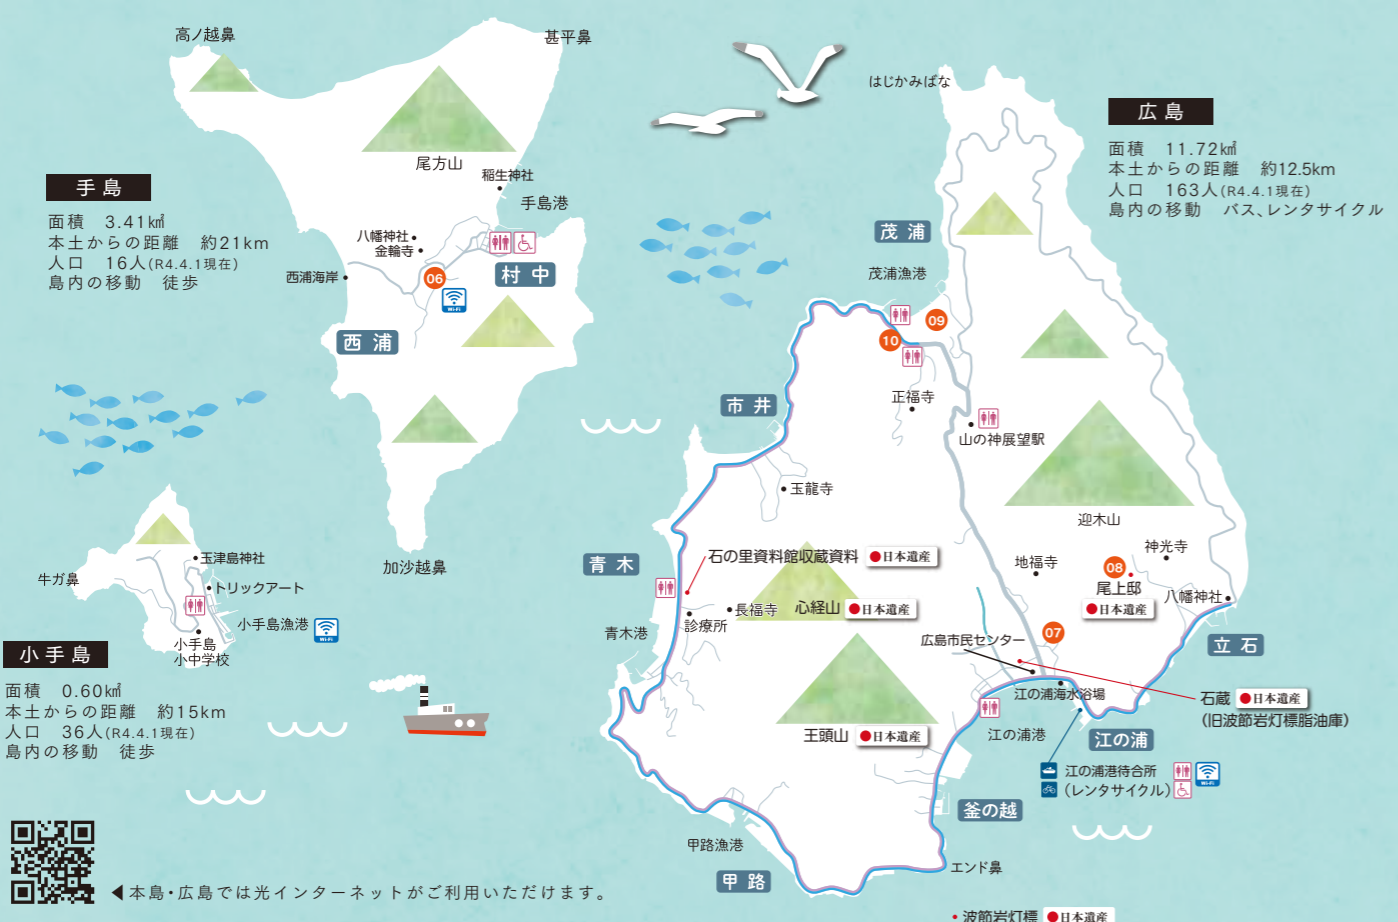 高ノ越鼻
甚平鼻
尾方山
稲生神社
手島港
手島
面積 3.41㎢
本土からの距離 約21km
人口 16人(R4.4.1現在)
島内の移動 徒歩
八幡神社
金輪寺
西浦海岸
06
Wi-Fi
村中
西浦
加沙越鼻
玉津島神社
牛ガ鼻
トリックアート
小手島漁港
Wi-Fi
小手島
小中学校
小手島
面積 0.60㎢
本土からの距離 約15km
人口 36人(R4.4.1現在)
島内の移動 徒歩
◀本島・広島では光インターネットがご利用いただけます。
はじかみばな
広島
面積 11.72㎢
本土からの距離 約12.5km
人口 163人(R4.4.1現在)
島内の移動 バス、レンタサイクル
茂浦
茂浦漁港
09
10
正福寺
市井
山の神展望駅
玉龍寺
迎木山
青木
石の里資料館収蔵資料 ●日本遺産
地福寺
神光寺
08
尾上邸
●日本遺産
八幡神社
長福寺
心経山 ●日本遺産
診療所
青木港
07
広島市民センター
立石
江の浦海水浴場
石蔵 ●日本遺産
(旧波節岩灯標脂油庫)
王頭山 ●日本遺産
江の浦港
江の浦
江の浦港待合所
(レンタサイクル)
Wi-Fi
釜の越
甲路漁港
エンド鼻
甲路
波節岩灯標 ●日本遺産